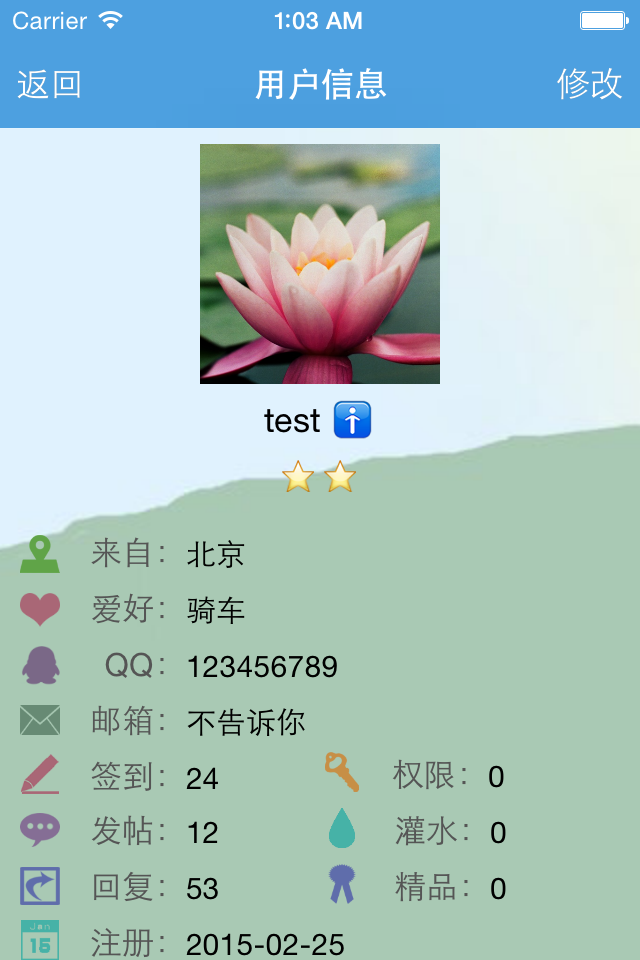 Carrier 1:03 AM
返回 用户信息 修改
test
来自： 北京
爱好： 骑车
QQ： 123456789
邮箱： 不告诉你
签到： 24 权限： 0
发帖： 12 灌水： 0
回复： 53 精品： 0
Jan
15 注册： 2015-02-25